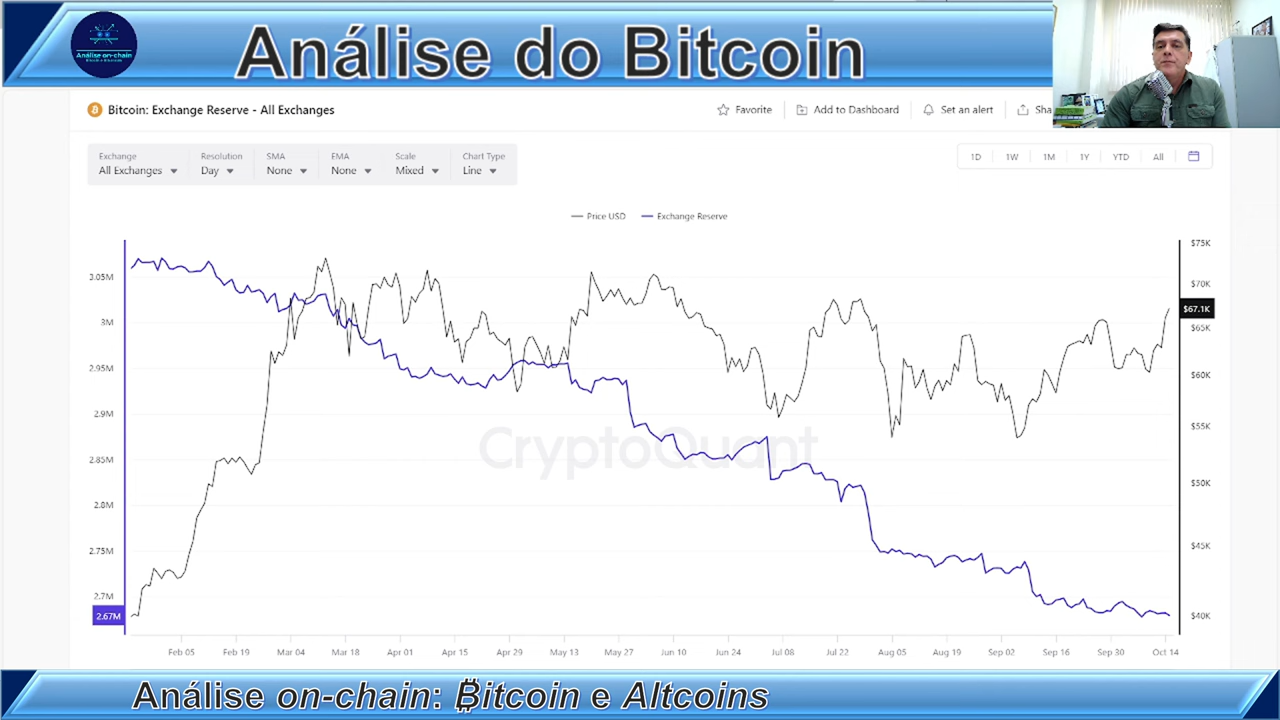 Análise do Bitcoin
Análise on-chain
Bitcoin: Exchange Reserve - All Exchanges
Favorite
Add to Dashboard
Set an alert
Exchange
All Exchanges
Resolution
Day
SMA
None
EMA
None
Scale
Mixed
Chart Type
Line
1D
1W
1M
1Y
YTD
All
Price USD
Exchange Reserve
CryptoQuant
3.05M
3M
2.95M
2.9M
2.85M
2.8M
2.75M
2.7M
2.67M
$75K
$70K
$67.1K
$65K
$60K
$55K
$50K
$45K
$40K
Feb 05
Feb 19
Mar 04
Mar 18
Apr 01
Apr 15
Apr 29
May 13
May 27
Jun 10
Jun 24
Jul 08
Jul 22
Aug 05
Aug 19
Sep 02
Sep 16
Sep 30
Oct 14
Análise on-chain: ₿itcoin e Altcoins